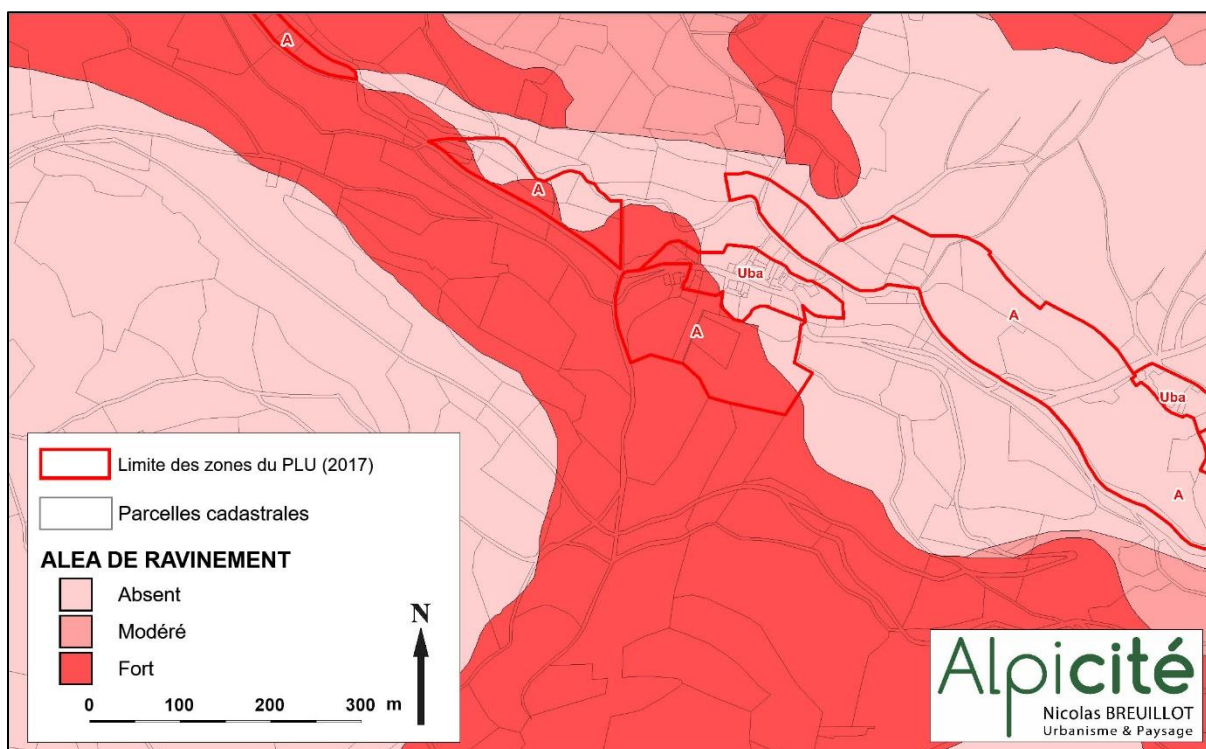 A
A
Uba
A
A
Uba
A
Limite des zones du PLU (2017)
Parcelles cadastrales
ALEA DE RAVINEMENT
Absent
Modéré
Fort
N
0 100 200 300 m
Alpicité
Nicolas BREUILLOT
Urbanisme & Paysage